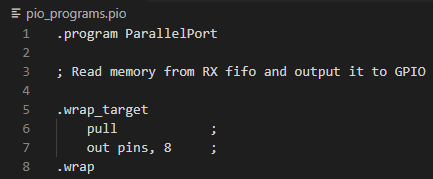 pio_programs.pio
1 .program ParallelPort
2
3 ; Read memory from RX fifo and output it to GPIO
4
5 .wrap_target
6 pull ;
7 out pins, 8 ;
8 .wrap